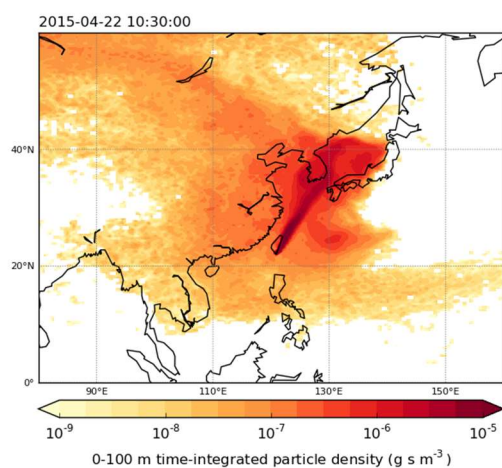 2015-04-22 10:30:00
40°N
20°N
0°
90°E 110°E 130°E 150°E
10⁻⁹ 10⁻⁸ 10⁻⁷ 10⁻⁶ 10⁻⁵
0-100 m time-integrated particle density (g s m⁻³)